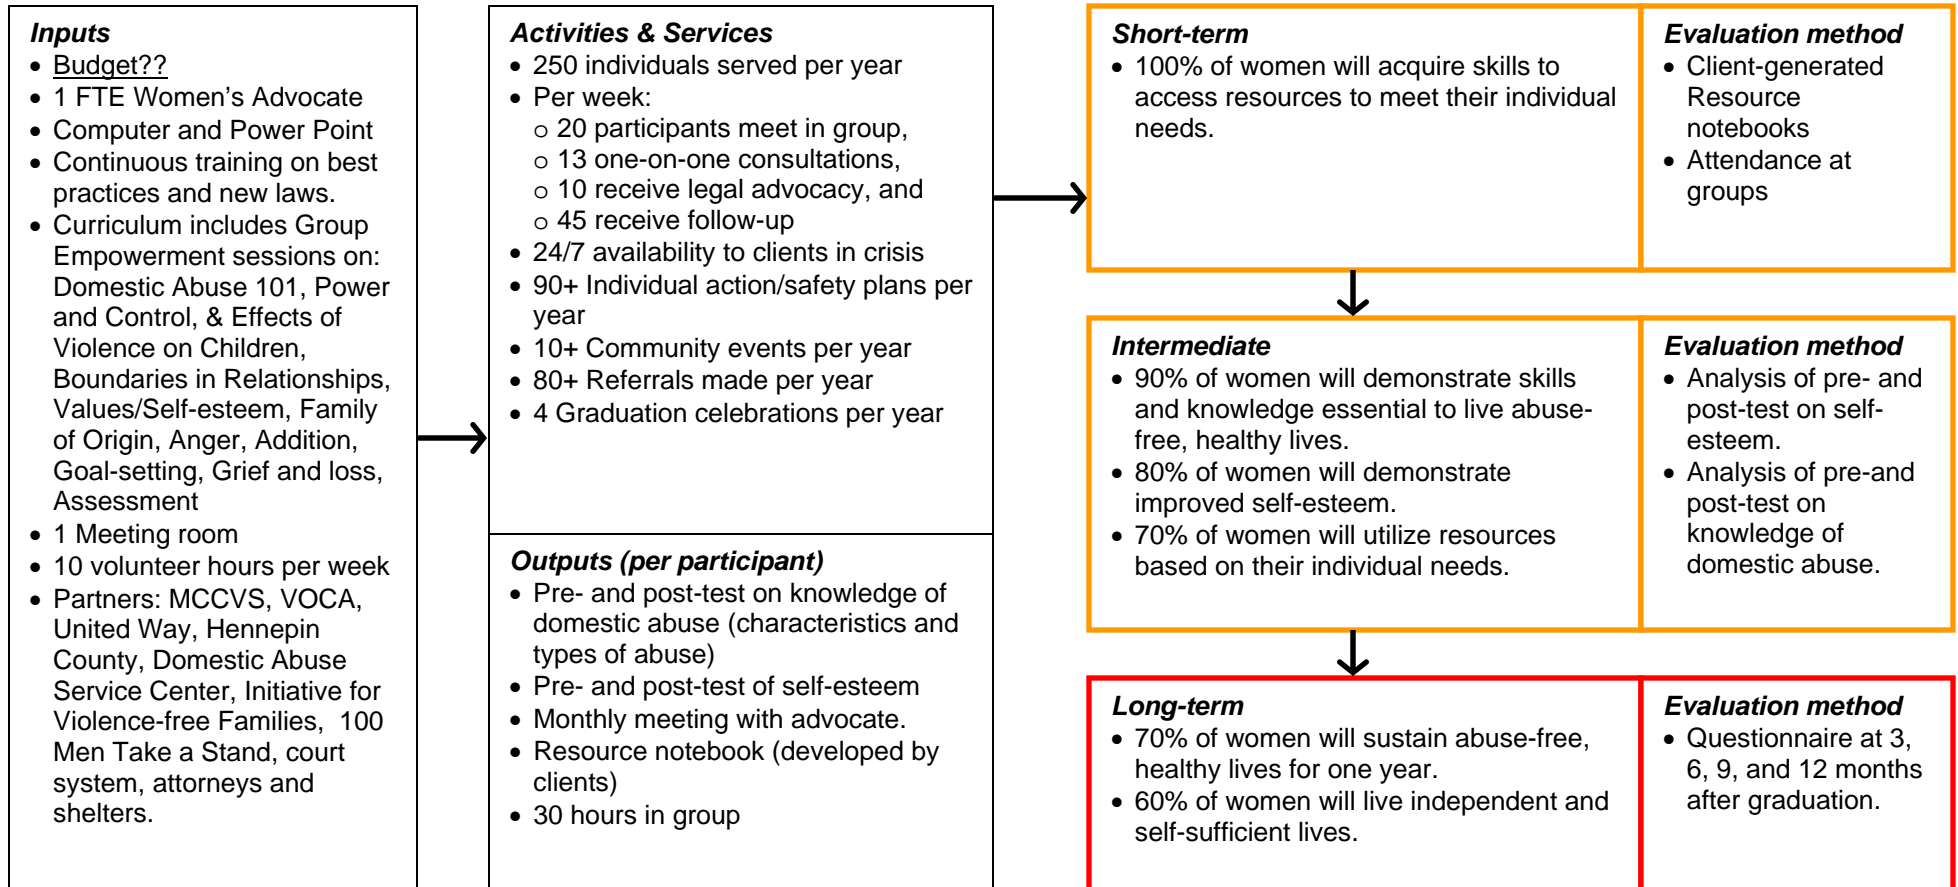 Inputs
• Budget??
• 1 FTE Women’s Advocate
• Computer and Power Point
• Continuous training on best
practices and new laws.
• Curriculum includes Group
Empowerment sessions on:
Domestic Abuse 101, Power
and Control, & Effects of
Violence on Children,
Boundaries in Relationships,
Values/Self-esteem, Family
of Origin, Anger, Addition,
Goal-setting, Grief and loss,
Assessment
• 1 Meeting room
• 10 volunteer hours per week
• Partners: MCCVS, VOCA,
United Way, Hennepin
County, Domestic Abuse
Service Center, Initiative for
Violence-free Families, 100
Men Take a Stand, court
system, attorneys and
shelters.
Activities & Services
• 250 individuals served per year
• Per week:
o 20 participants meet in group,
o 13 one-on-one consultations,
o 10 receive legal advocacy, and
o 45 receive follow-up
• 24/7 availability to clients in crisis
• 90+ Individual action/safety plans per
year
• 10+ Community events per year
• 80+ Referrals made per year
• 4 Graduation celebrations per year
Outputs (per participant)
• Pre- and post-test on knowledge of
domestic abuse (characteristics and
types of abuse)
• Pre- and post-test of self-esteem
• Monthly meeting with advocate.
• Resource notebook (developed by
clients)
• 30 hours in group
Short-term
• 100% of women will acquire skills to
access resources to meet their individual
needs.
Evaluation method
• Client-generated
Resource
notebooks
• Attendance at
groups
Intermediate
• 90% of women will demonstrate skills
and knowledge essential to live abuse-
free, healthy lives.
• 80% of women will demonstrate
improved self-esteem.
• 70% of women will utilize resources
based on their individual needs.
Evaluation method
• Analysis of pre- and
post-test on self-
esteem.
• Analysis of pre-and
post-test on
knowledge of
domestic abuse.
Long-term
• 70% of women will sustain abuse-free,
healthy lives for one year.
• 60% of women will live independent and
self-sufficient lives.
Evaluation method
• Questionnaire at 3,
6, 9, and 12 months
after graduation.